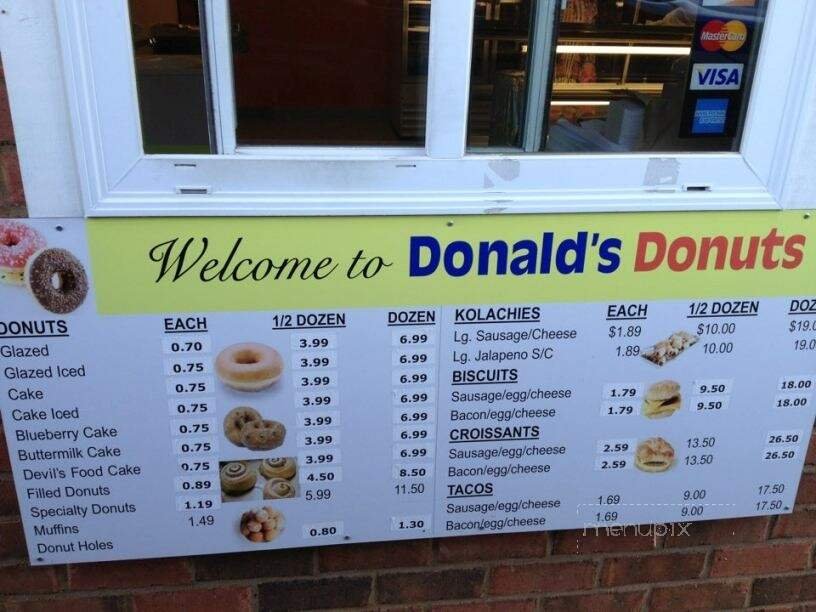 MasterCard
VISA
Welcome to Donald's Donuts
DONUTS EACH 1/2 DOZEN DOZEN
Glazed 0.70 3.99 6.99
Glazed Iced 0.75 3.99 6.99
Cake 0.75 3.99 6.99
Cake Iced 0.75 3.99 6.99
Blueberry Cake 0.75 3.99 6.99
Buttermilk Cake 0.75 3.99 6.99
Devil's Food Cake 0.75 3.99 6.99
Filled Donuts 0.89 4.50 8.50
Specialty Donuts 1.19 5.99 11.50
Muffins 1.49
Donut Holes 0.80 1.30
KOLACHIES EACH 1/2 DOZEN DOZ
Lg. Sausage/Cheese $1.89 $10.00 $19.0
Lg. Jalapeno S/C 1.89 10.00 19.0
BISCUITS
Sausage/egg/cheese 1.79 9.50 18.00
Bacon/egg/cheese 1.79 9.50 18.00
CROISSANTS
Sausage/egg/cheese 2.59 13.50 26.50
Bacon/egg/cheese 2.59 13.50 26.50
TACOS
Sausage/egg/cheese 1.69 9.00 17.50
Bacon/egg/cheese 1.69 9.00 17.50
menupix